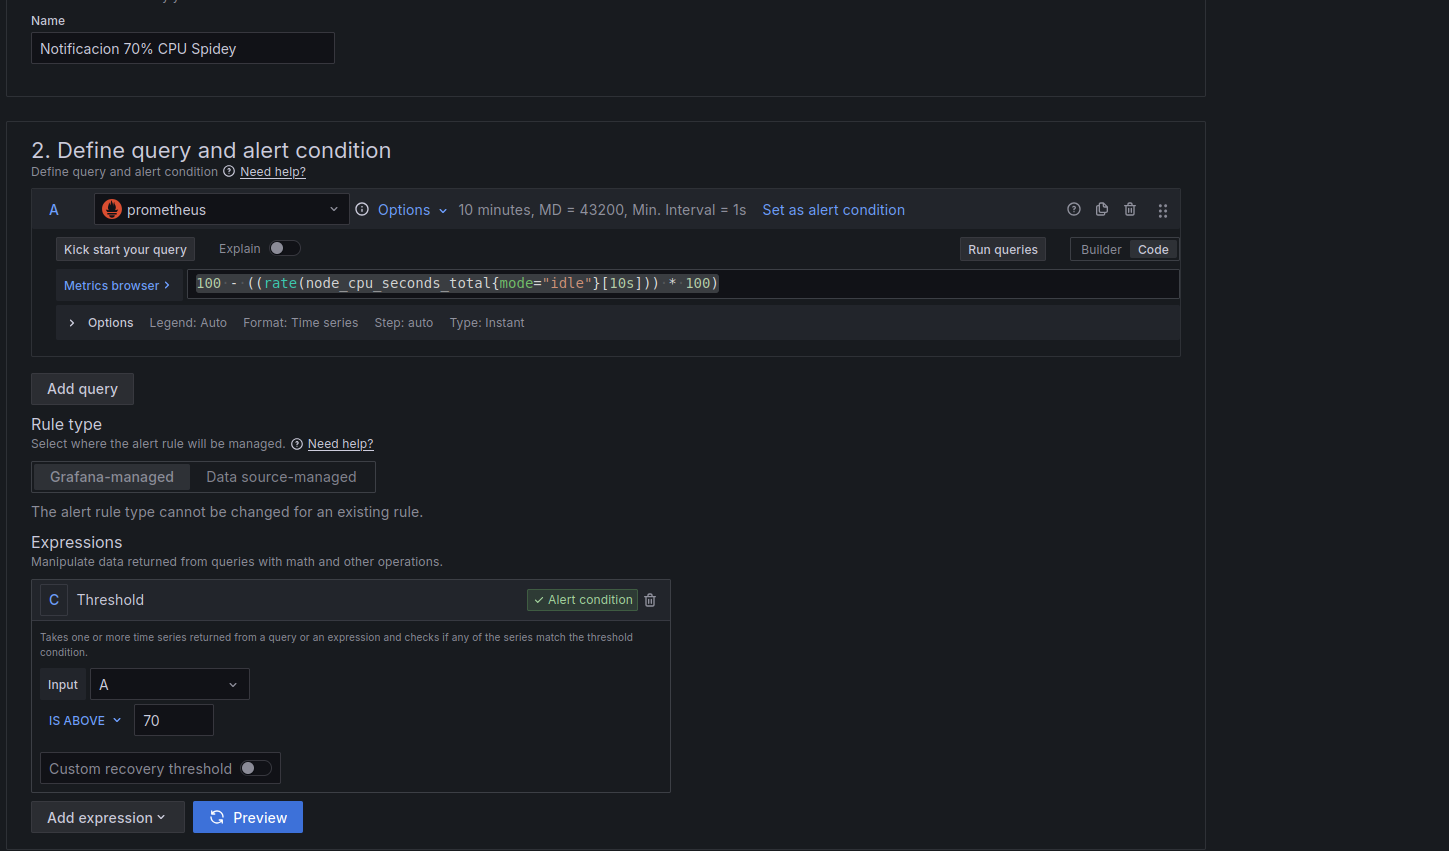 Name
Notificacion 70% CPU Spidey
2. Define query and alert condition
Define query and alert condition Need help?
A prometheus Options 10 minutes, MD = 43200, Min. Interval = 1s Set as alert condition
Kick start your query Explain Run queries Builder Code
Metrics browser > 100 - ((rate(node_cpu_seconds_total{mode="idle"}[10s])) * 100)
Options Legend: Auto Format: Time series Step: auto Type: Instant
Add query
Rule type
Select where the alert rule will be managed. Need help?
Grafana-managed Data source-managed
The alert rule type cannot be changed for an existing rule.
Expressions
Manipulate data returned from queries with math and other operations.
C Threshold Alert condition
Takes one or more time series returned from a query or an expression and checks if any of the series match the threshold
condition.
Input A
IS ABOVE 70
Custom recovery threshold
Add expression Preview